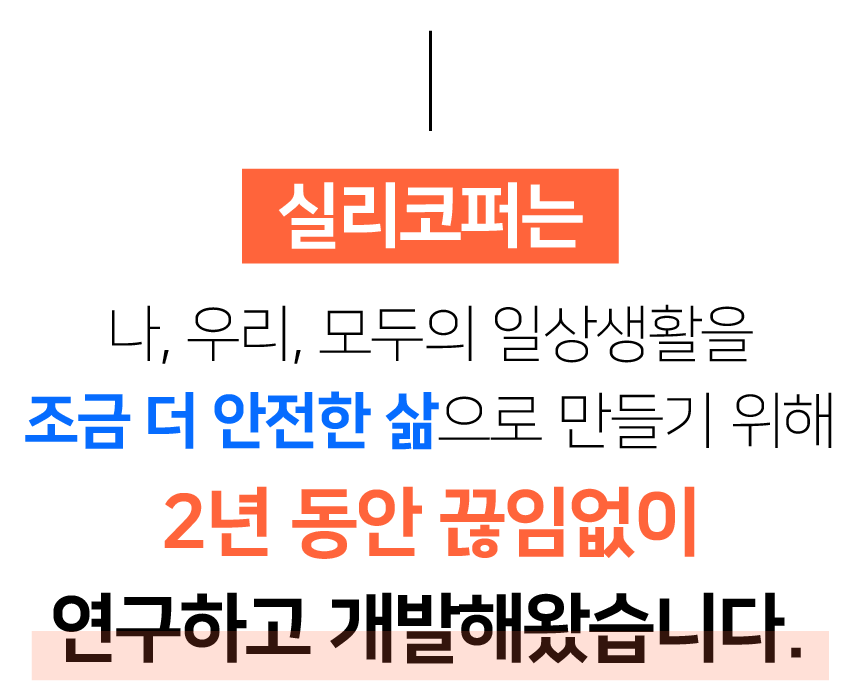 실리코퍼는
나, 우리, 모두의 일상생활을
조금 더 안전한 삶으로 만들기 위해
2년 동안 끊임없이
연구하고 개발해왔습니다.